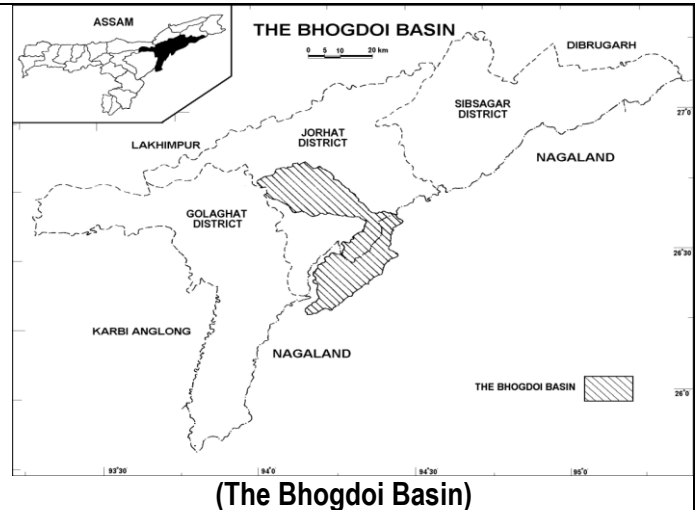 ASSAM
THE BHOGDOI BASIN
0 5 10 20 km
DIBRUGARH
SIBSAGAR
DISTRICT
27°0
JORHAT
DISTRICT
LAKHIMPUR
NAGALAND
GOLAGHAT
DISTRICT
26°30
KARBI ANGLONG
NAGALAND
THE BHOGDOI BASIN
26°0
93°30 94°0 94°30 95°0
(The Bhogdoi Basin)